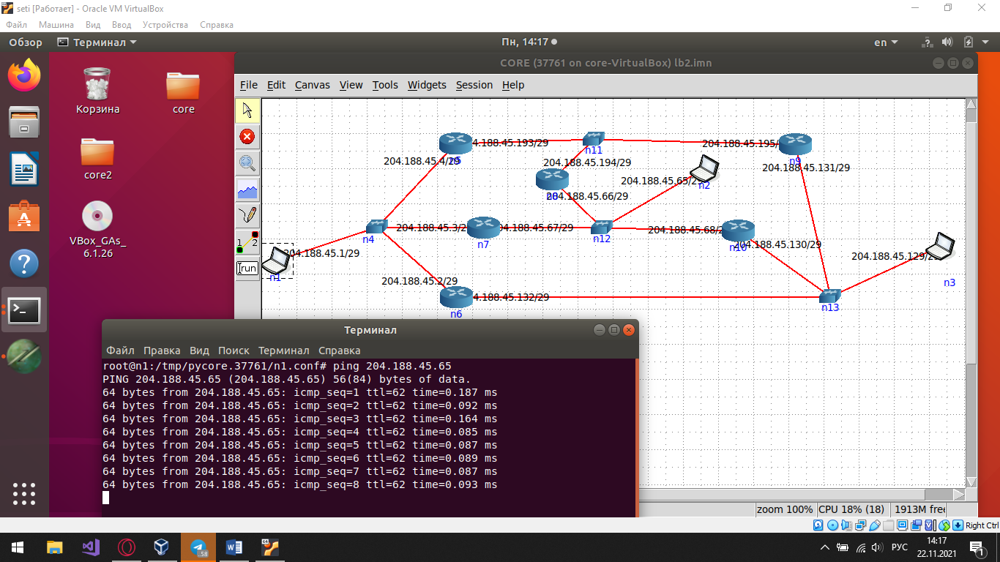 seti [Работает] - Oracle VM VirtualBox
Файл Машина Вид Ввод Устройства Справка
Обзор Терминал Пн, 14:17 en
CORE (37761 on core-VirtualBox) lb2.imn
File Edit Canvas View Tools Widgets Session Help
Корзина core
core2
VBox_GAs_
6.1.26
1 2
run
4.188.45.193/29
204.188.45.195/
n11
n9
204.188.45.4/29
n5
204.188.45.194/29
204.188.45.131/29
204.188.45.65/2
n2
n8
204.188.45.66/29
204.188.45.3/2
4.188.45.67/29
204.188.45.68/2
n4
n7
n12
n10
204.188.45.130/29
204.188.45.1/29
204.188.45.129/2
n1
204.188.45.2/29
n3
4.188.45.132/29
n6
n13
Терминал
Файл Правка Вид Поиск Терминал Справка
root@n1:/tmp/pycore.37761/n1.conf# ping 204.188.45.65
PING 204.188.45.65 (204.188.45.65) 56(84) bytes of data.
64 bytes from 204.188.45.65: icmp_seq=1 ttl=62 time=0.187 ms
64 bytes from 204.188.45.65: icmp_seq=2 ttl=62 time=0.092 ms
64 bytes from 204.188.45.65: icmp_seq=3 ttl=62 time=0.164 ms
64 bytes from 204.188.45.65: icmp_seq=4 ttl=62 time=0.085 ms
64 bytes from 204.188.45.65: icmp_seq=5 ttl=62 time=0.087 ms
64 bytes from 204.188.45.65: icmp_seq=6 ttl=62 time=0.089 ms
64 bytes from 204.188.45.65: icmp_seq=7 ttl=62 time=0.087 ms
64 bytes from 204.188.45.65: icmp_seq=8 ttl=62 time=0.093 ms
zoom 100% CPU 18% (18) 1913M free
Right Ctrl
58
РУС
14:17
22.11.2021
1